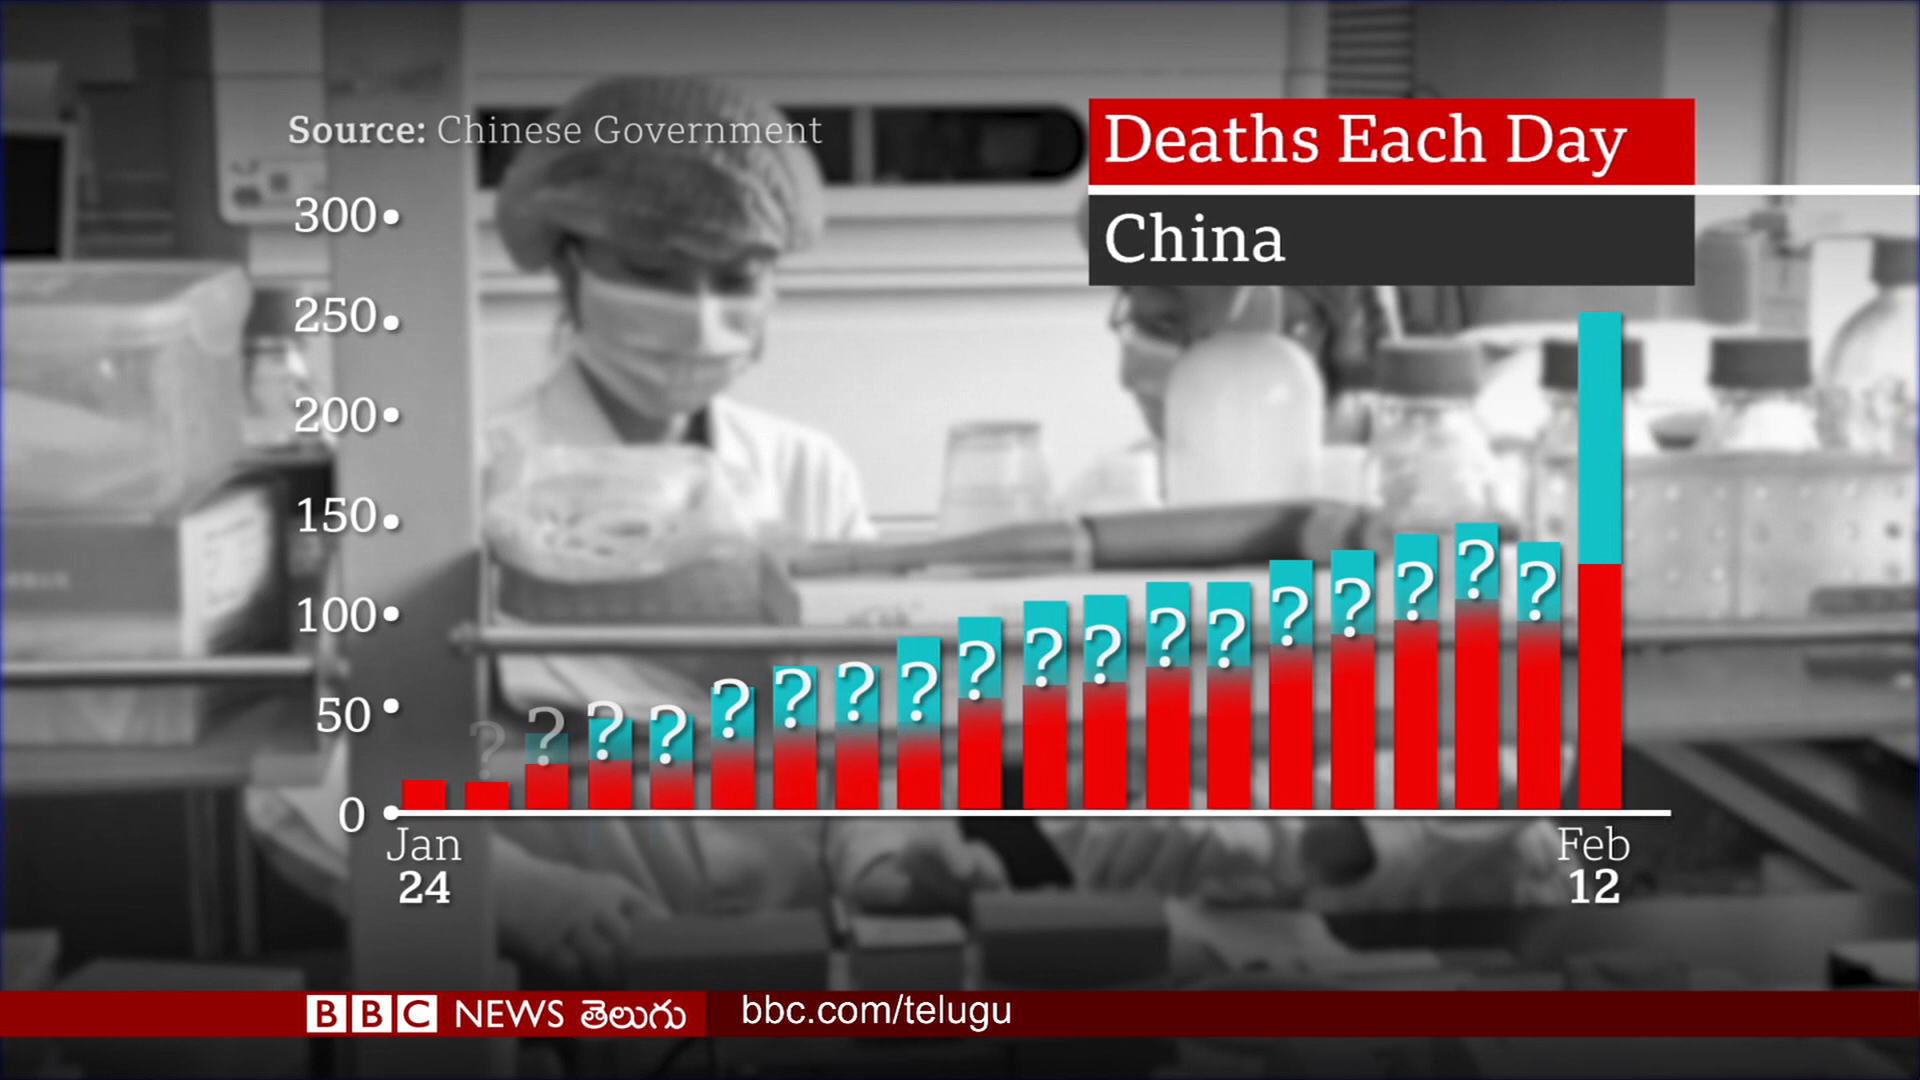 Source: Chinese Government
Deaths Each Day
China
300
250
200
150
100
50
0
? ? ? ? ? ? ? ? ? ? ? ? ? ? ? ? ? ?
Jan
24
Feb
12
BBC NEWS తెలుగు
bbc.com/telugu